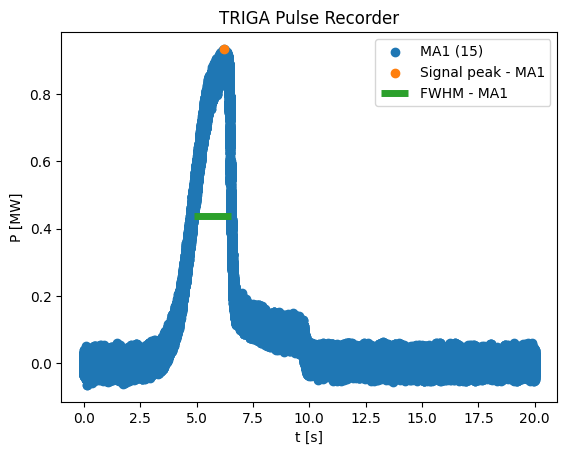 TRIGA Pulse Recorder
MA1 (15)
Signal peak - MA1
FWHM - MA1
P [MW]
0.8
0.6
0.4
0.2
0.0
0.0 2.5 5.0 7.5 10.0 12.5 15.0 17.5 20.0
t [s]